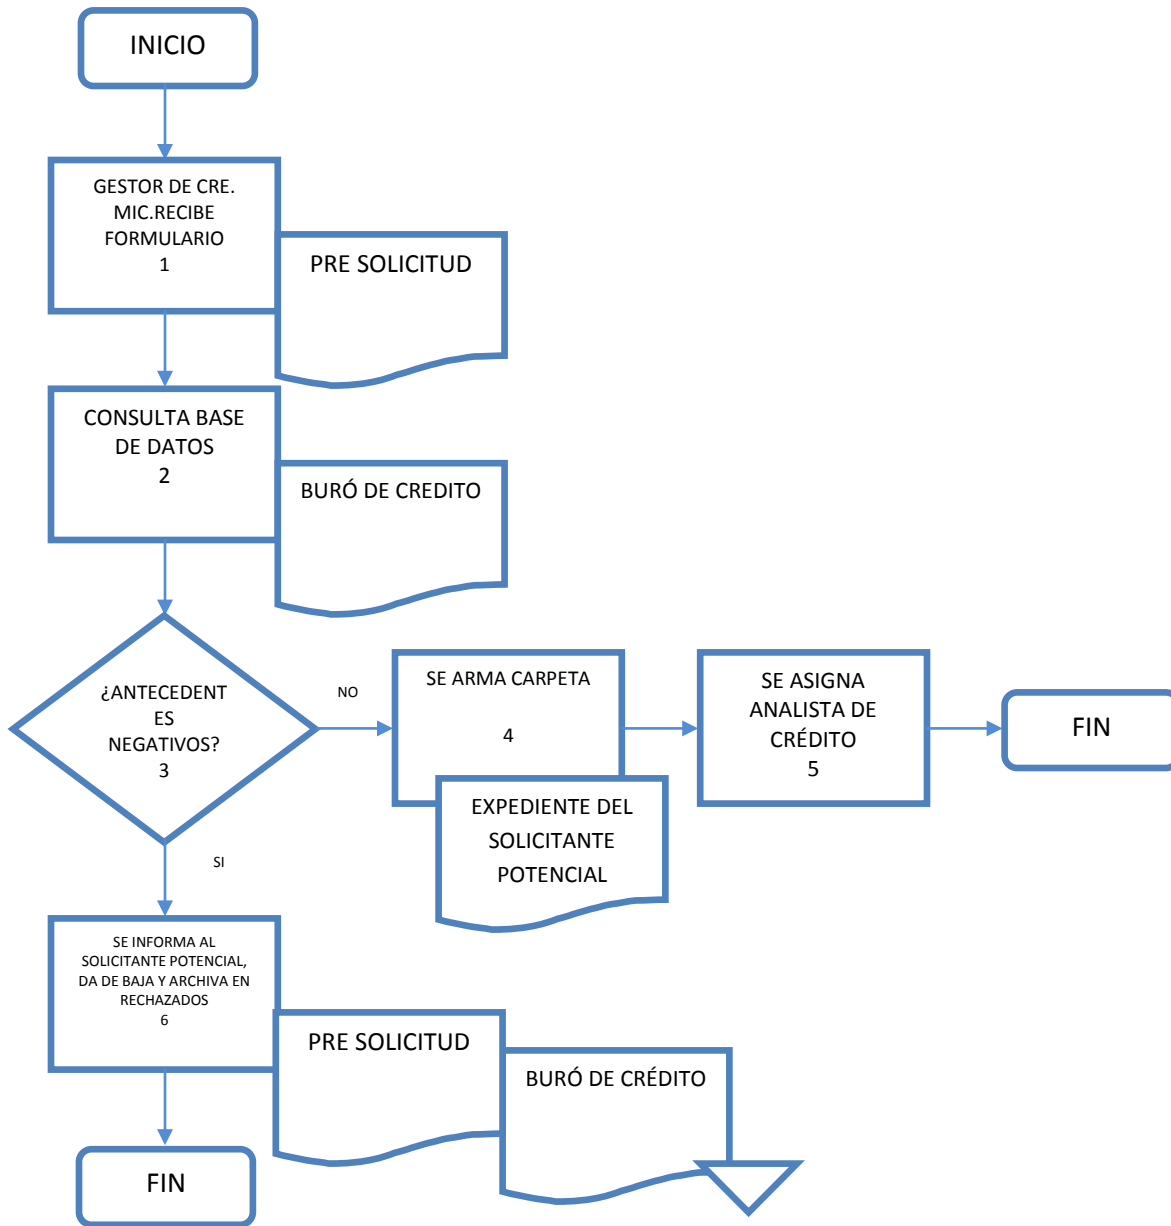 INICIO
GESTOR DE CRE.
MIC.RECIBE
FORMULARIO
1
PRE SOLICITUD
CONSULTA BASE
DE DATOS
2
BURÓ DE CREDITO
¿ANTECEDENT
ES
NEGATIVOS?
3
NO
SE ARMA CARPETA
4
EXPEDIENTE DEL
SOLICITANTE
POTENCIAL
SE ASIGNA
ANALISTA DE
CRÉDITO
5
FIN
SI
SE INFORMA AL
SOLICITANTE POTENCIAL,
DA DE BAJA Y ARCHIVA EN
RECHAZADOS
6
PRE SOLICITUD
BURÓ DE CRÉDITO
FIN